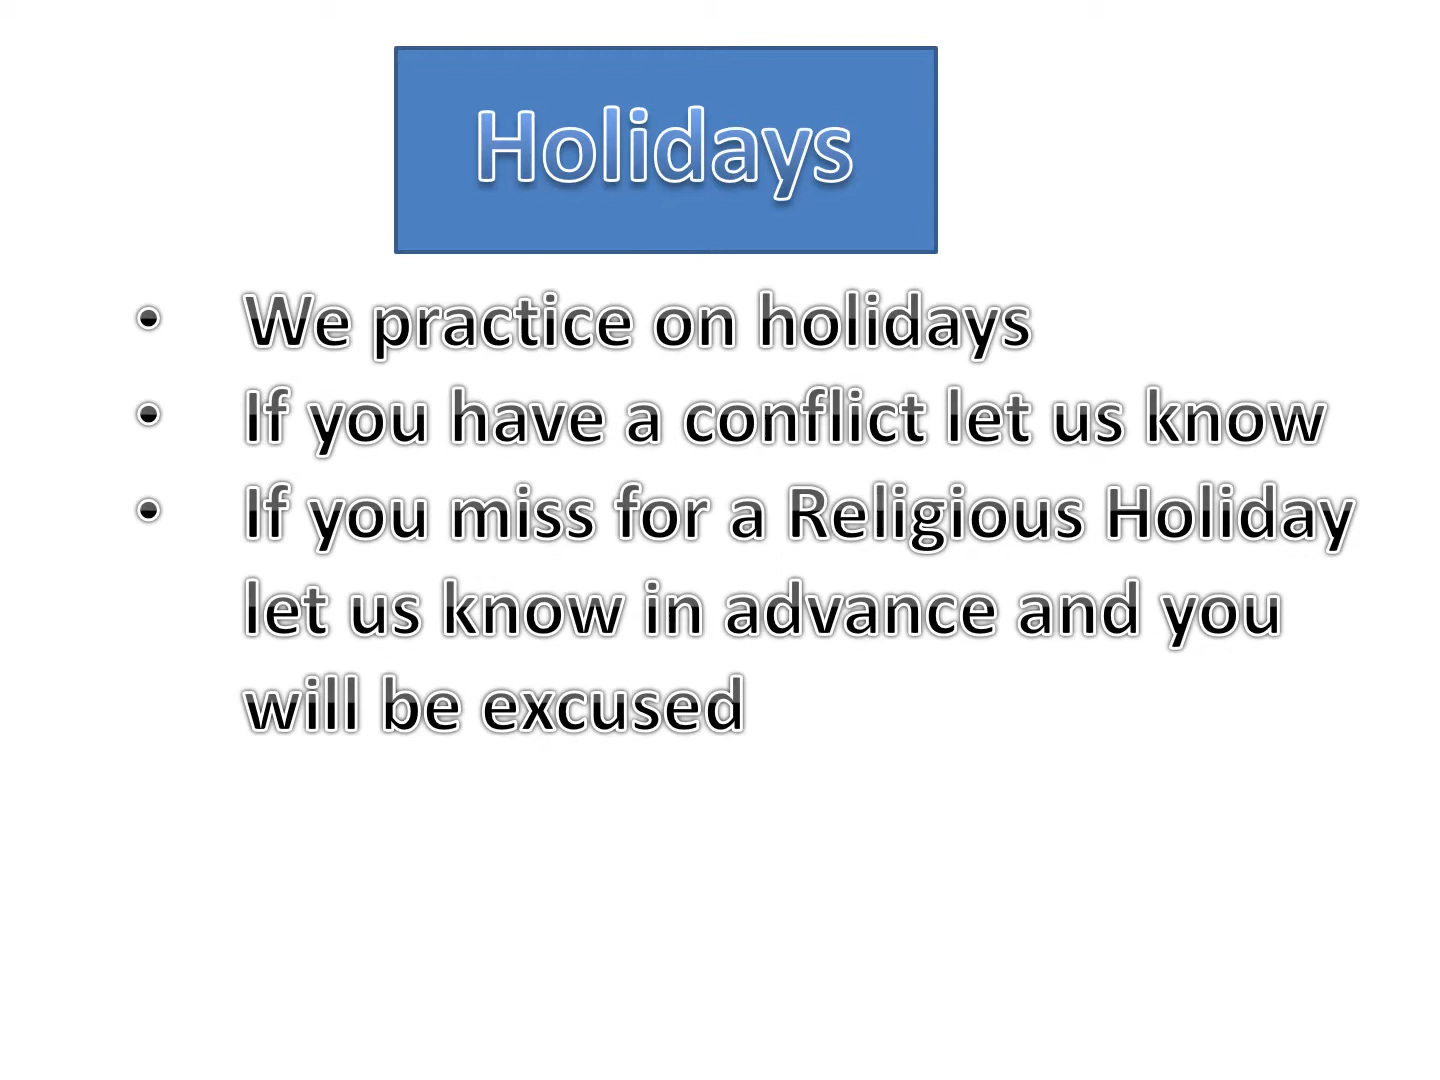 Holidays
• We practice on holidays
• If you have a conflict let us know
• If you miss for a Religious Holiday
let us know in advance and you
will be excused